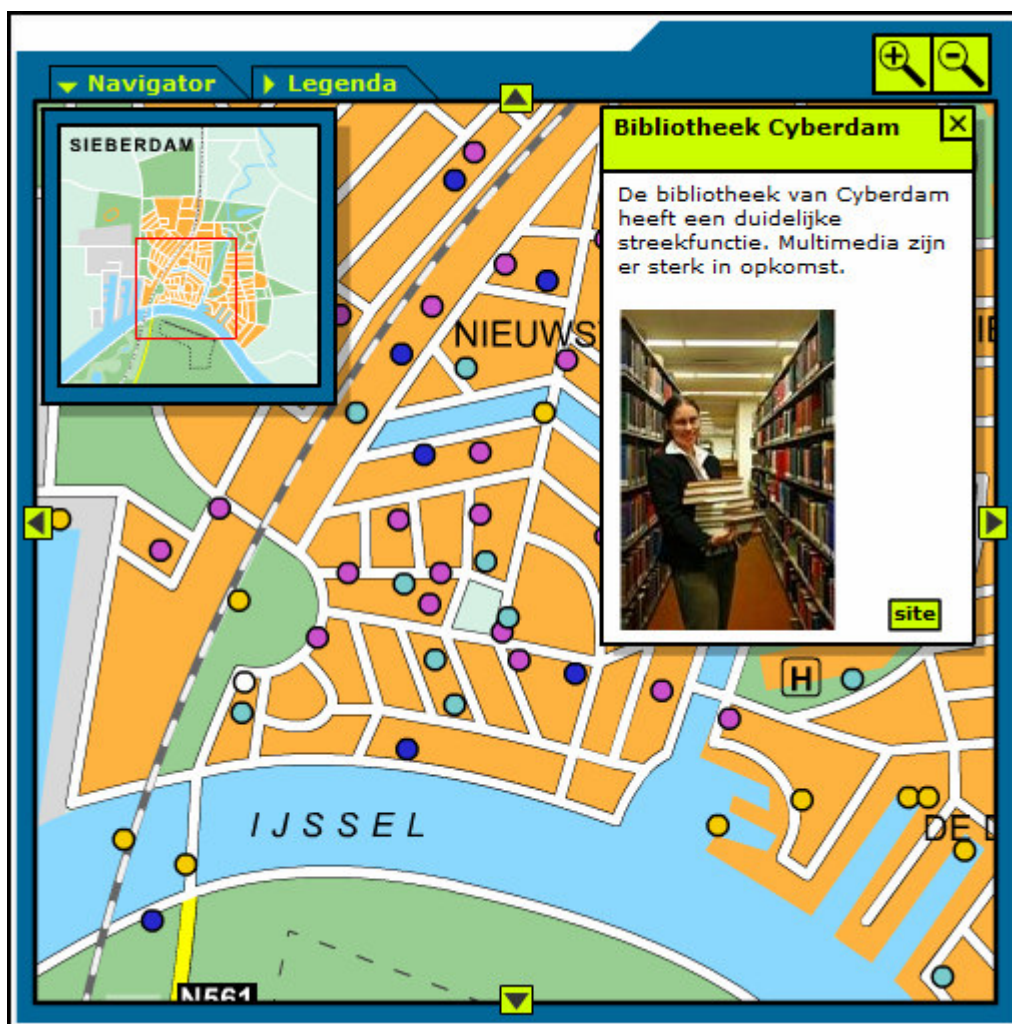 Navigator
Legenda
SIEBERDAM
Bibliotheek Cyberdam
De bibliotheek van Cyberdam
heeft een duidelijke
streekfunctie. Multimedia zijn
er sterk in opkomst.
site
NIEUWS
H
IJSSEL
DE D
N561